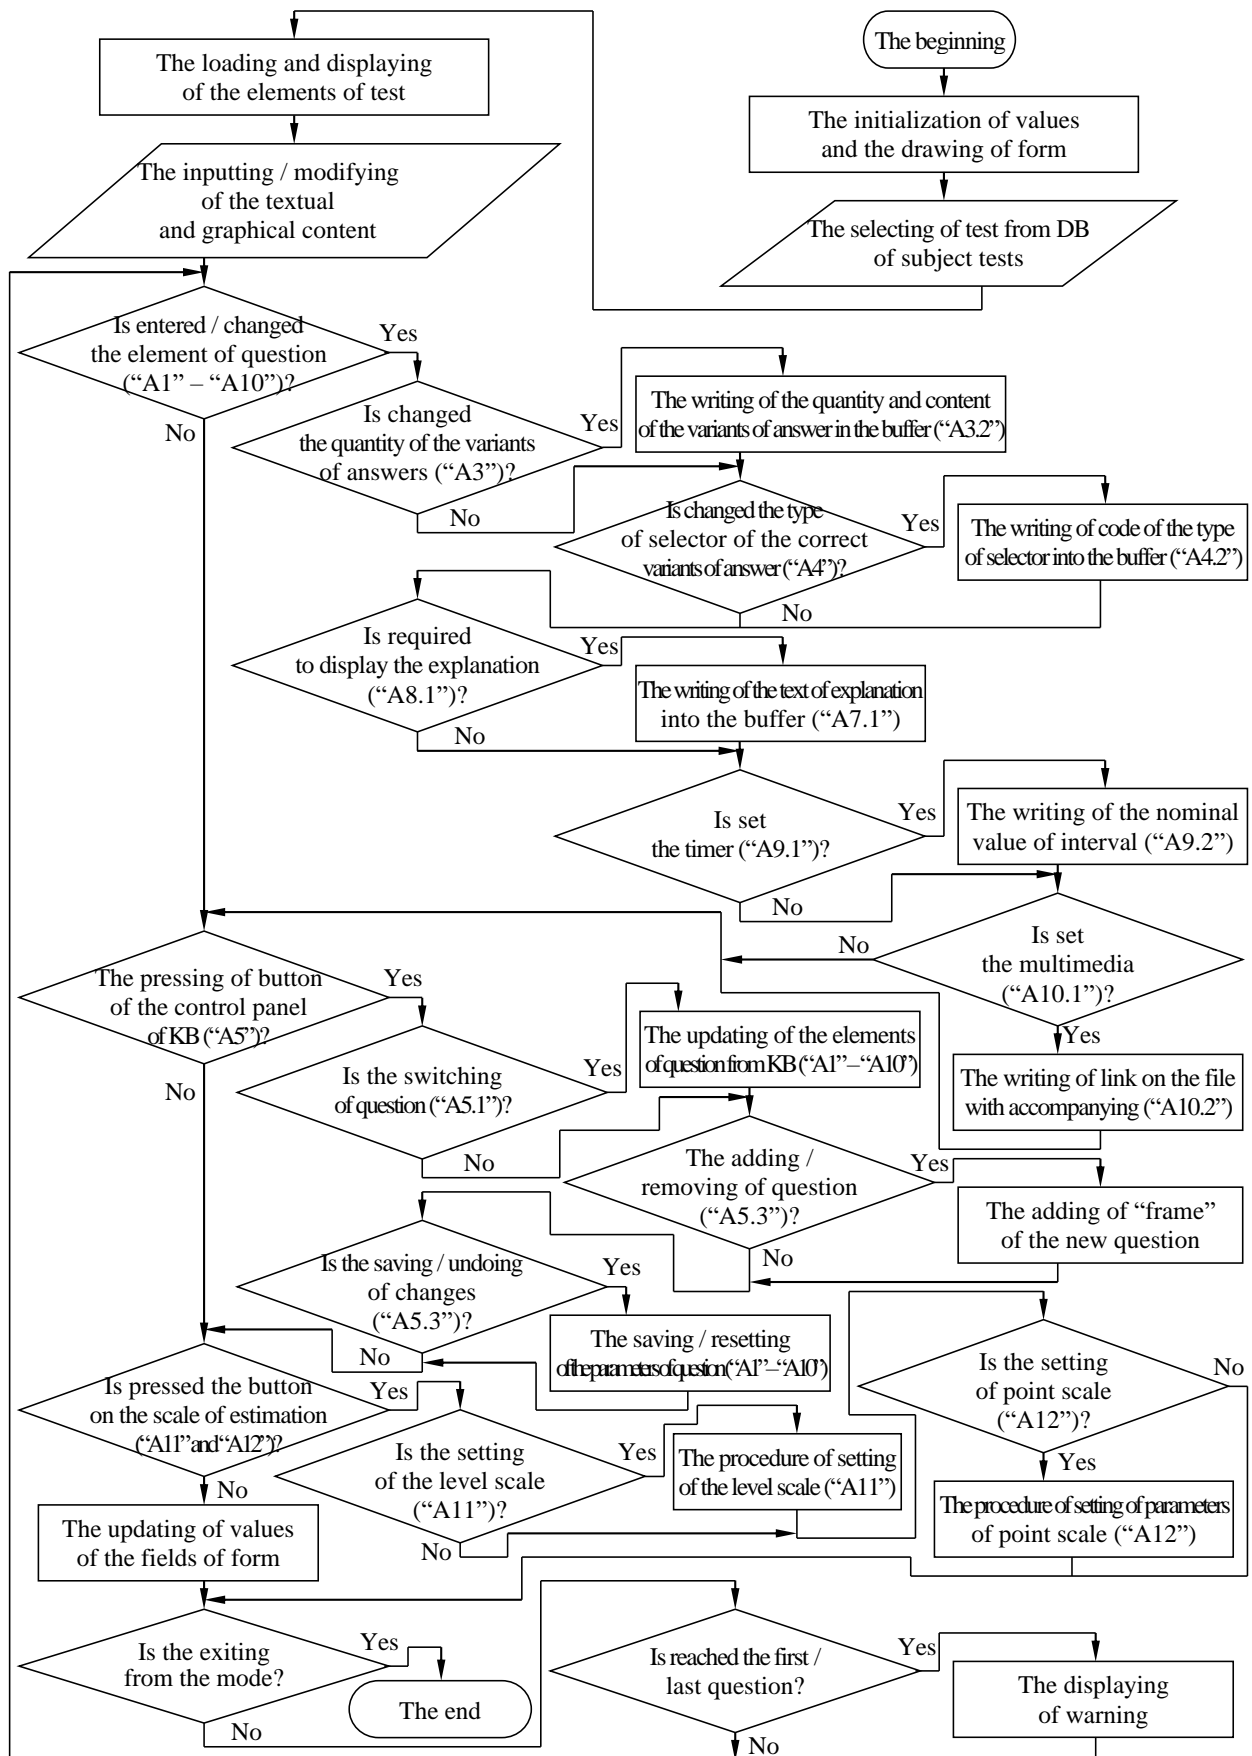 The beginning
The loading and displaying
of the elements of test
The initialization of values
and the drawing of form
The inputting / modifying
of the textual
and graphical content
The selecting of test from DB
of subject tests
Is entered / changed
the element of question
(“A1” – “A10”)?
Yes
No
Is changed
the quantity of the variants
of answers (“A3”)?
Yes
No
The writing of the quantity and content
of the variants of answer in the buffer (“A3.2”)
Is changed the type
of selector of the correct
variants of answer (“A4”)?
Yes
No
The writing of code of the type
of selector into the buffer (“A4.2”)
Is required
to display the explanation
(“A8.1”)?
Yes
No
The writing of the text of explanation
into the buffer (“A7.1”)
Is set
the timer (“A9.1”)?
Yes
No
The writing of the nominal
value of interval (“A9.2”)
Is set
the multimedia
(“A10.1”)?
No
Yes
The writing of link on the file
with accompanying (“A10.2”)
The pressing of button
of the control panel
of KB (“A5”)?
Yes
No
Is the switching
of question (“A5.1”)?
Yes
No
The updating of the elements
of question from KB (“A1” – “A10”)
The adding /
removing of question
(“A5.3”)?
Yes
No
The adding of “frame”
of the new question
Is the saving / undoing
of changes
(“A5.3”)?
Yes
No
The saving / resetting
of the parameters of question (“A1” – “A10”)
Is pressed the button
on the scale of estimation
(“A11” and “A12”)?
Yes
No
Is the setting
of the level scale
(“A11”)?
Yes
No
The procedure of setting
of the level scale (“A11”)
Is the setting
of point scale
(“A12”)?
No
Yes
The procedure of setting of parameters
of point scale (“A12”)
The updating of values
of the fields of form
Is the exiting
from the mode?
Yes
No
The end
Is reached the first /
last question?
Yes
No
The displaying
of warning